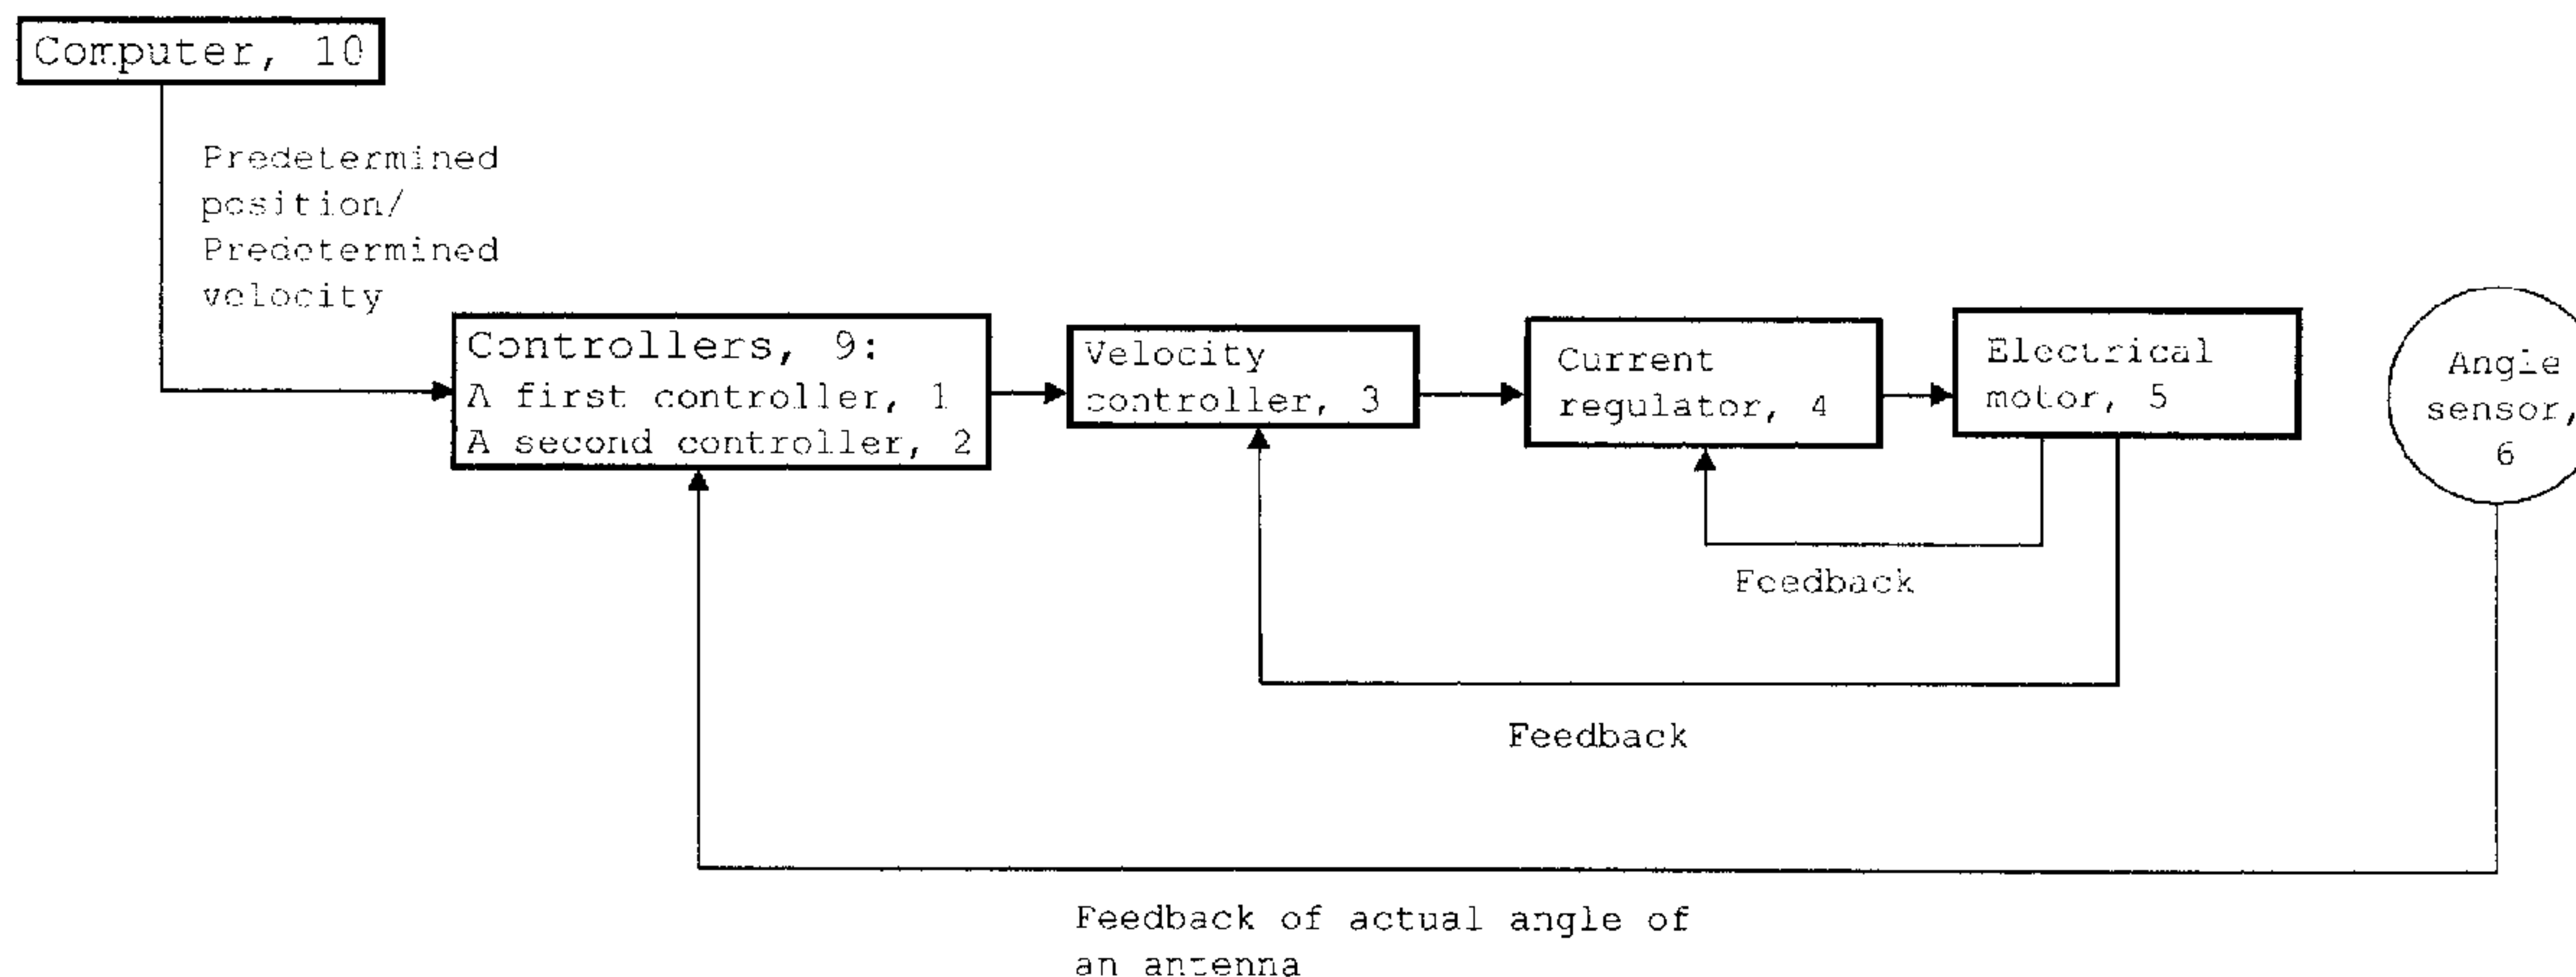 Computer, 10
Predetermined
position/
Predetermined
velocity
Controllers, 9:
A first controller, 1
A second controller, 2
Velocity
controller, 3
Current
regulator, 4
Electrical
motor, 5
Angle
sensor,
6
Feedback
Feedback
Feedback of actual angle of
an antenna